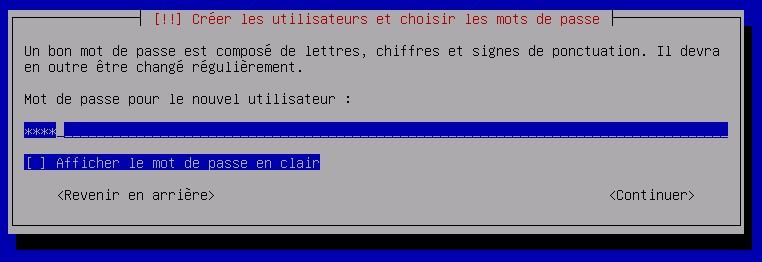 [!!] Créer les utilisateurs et choisir les mots de passe
Un bon mot de passe est composé de lettres, chiffres et signes de ponctuation. Il devra
en outre être changé régulièrement.
Mot de passe pour le nouvel utilisateur :
****
[ ] Afficher le mot de passe en clair
<Revenir en arrière> <Continuer>